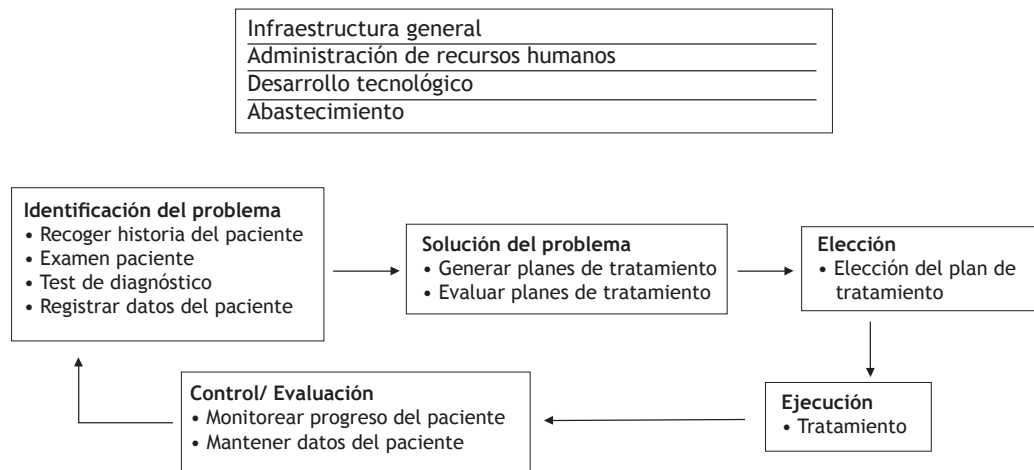 Infraestructura general
Administración de recursos humanos
Desarrollo tecnológico
Abastecimiento
Identificación del problema
• Recoger historia del paciente
• Examen paciente
• Test de diagnóstico
• Registrar datos del paciente
Solución del problema
• Generar planes de tratamiento
• Evaluar planes de tratamiento
Elección
• Elección del plan de
tratamiento
Ejecución
• Tratamiento
Control/ Evaluación
• Monitorear progreso del paciente
• Mantener datos del paciente